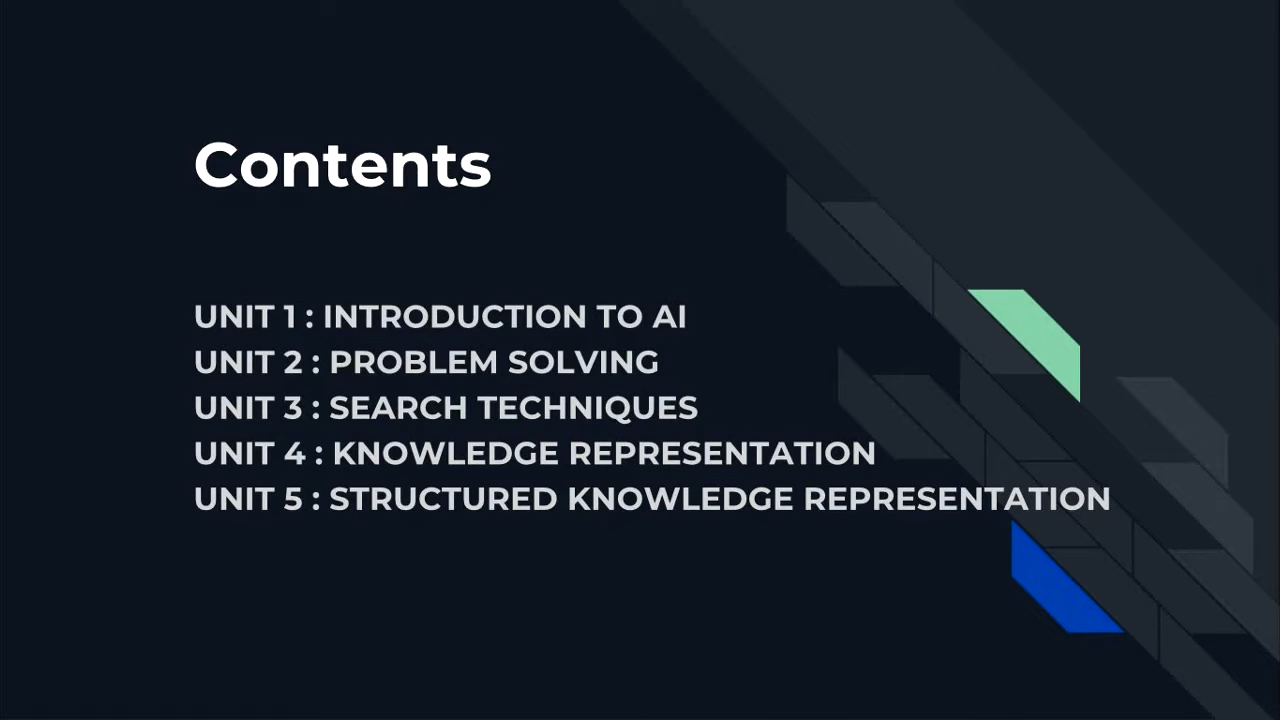 Contents
UNIT 1 : INTRODUCTION TO AI
UNIT 2 : PROBLEM SOLVING
UNIT 3 : SEARCH TECHNIQUES
UNIT 4 : KNOWLEDGE REPRESENTATION
UNIT 5 : STRUCTURED KNOWLEDGE REPRESENTATION